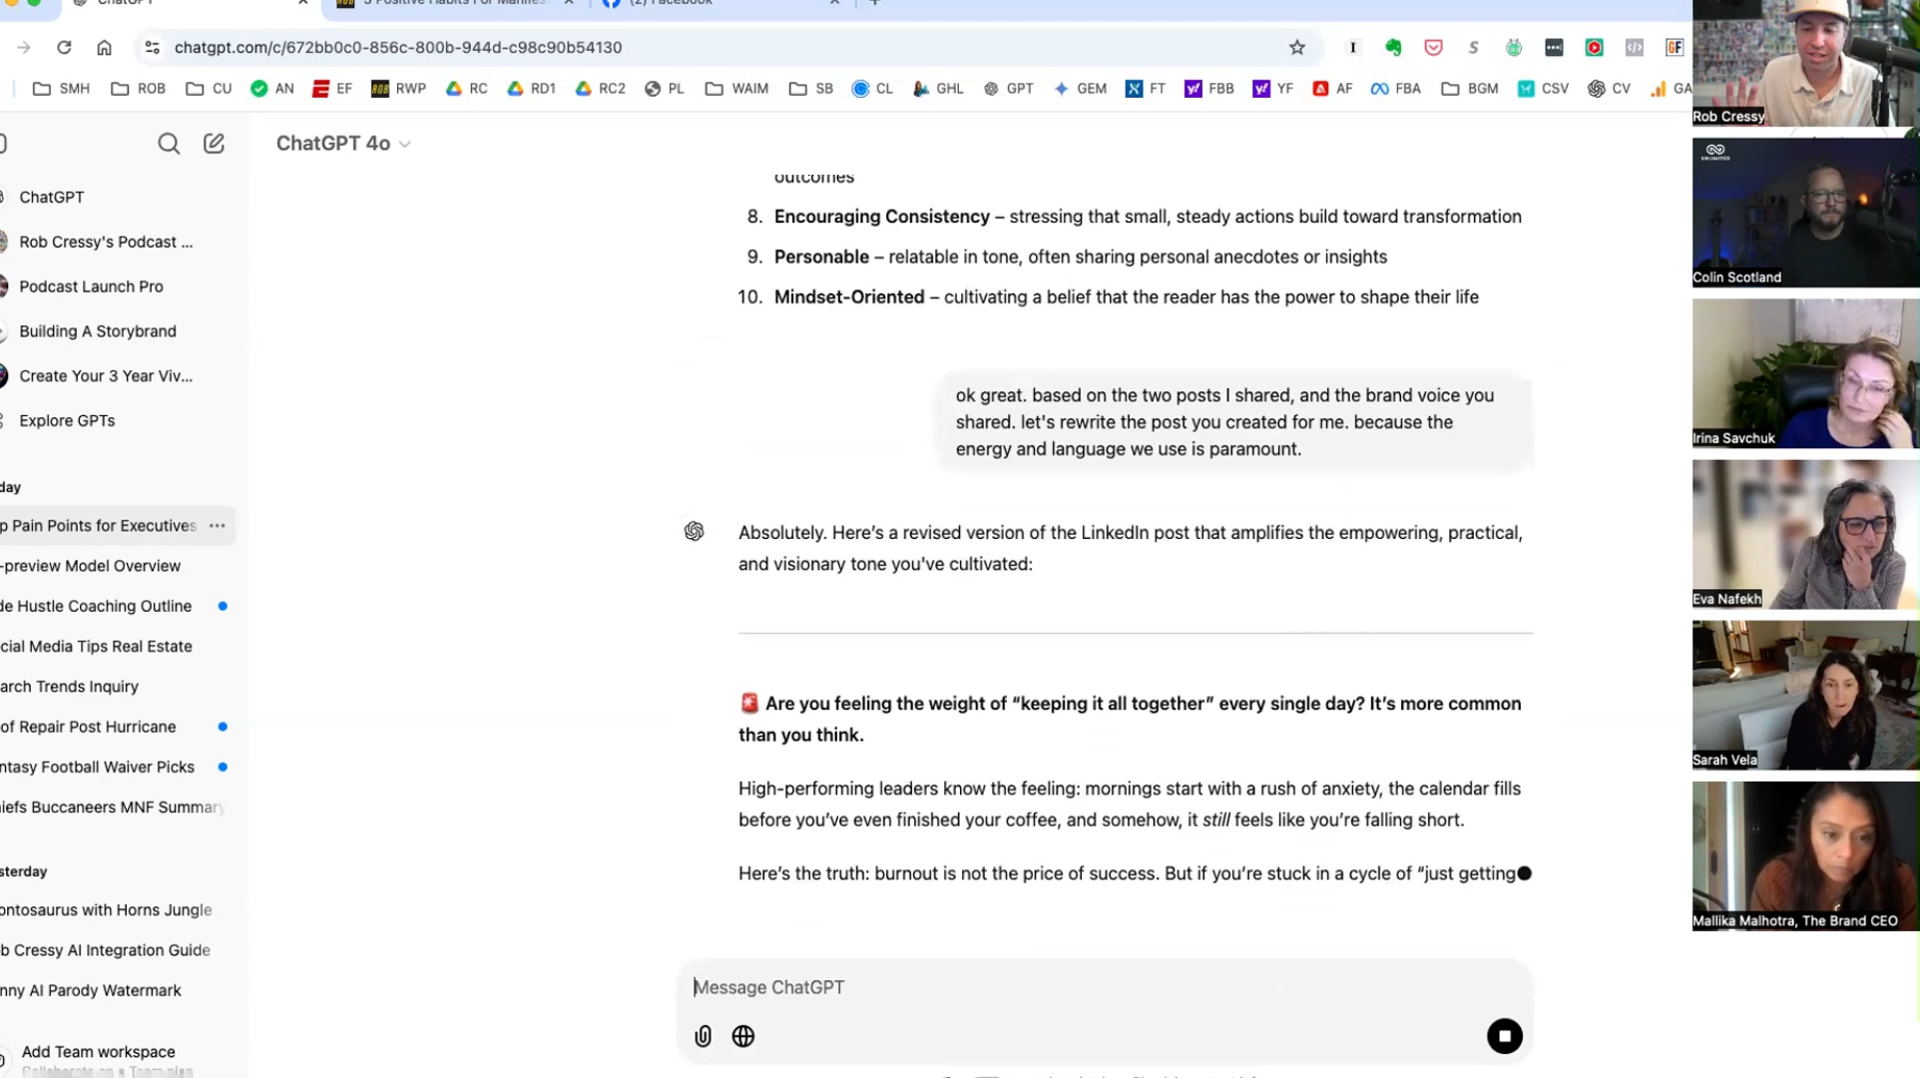 ChatGPT
3 Positive Habits For Manifes
(2) Facebook
chatgpt.com/c/672bb0c0-856c-800b-944d-c98c90b54130
SMH ROB CU AN EF RWP RC RD1 RC2 PL WAIM SB CL GHL GPT GEM FT FBB YF AF FBA BGM CSV CV GA
ChatGPT
Rob Cressy's Podcast ...
Podcast Launch Pro
Building A Storybrand
Create Your 3 Year Viv...
Explore GPTs
day
p Pain Points for Executives
-preview Model Overview
de Hustle Coaching Outline
cial Media Tips Real Estate
arch Trends Inquiry
of Repair Post Hurricane
ntasy Football Waiver Picks
iefs Buccaneers MNF Summary
sterday
ontosaurus with Horns Jungle
b Cressy AI Integration Guide
nny AI Parody Watermark
Add Team workspace
Collaborate on a Team plan
ChatGPT 4o
outcomes
8. Encouraging Consistency – stressing that small, steady actions build toward transformation
9. Personable – relatable in tone, often sharing personal anecdotes or insights
10. Mindset-Oriented – cultivating a belief that the reader has the power to shape their life
ok great. based on the two posts I shared, and the brand voice you
shared. let's rewrite the post you created for me. because the
energy and language we use is paramount.
Absolutely. Here's a revised version of the LinkedIn post that amplifies the empowering, practical,
and visionary tone you've cultivated:
🚨 Are you feeling the weight of “keeping it all together” every single day? It's more common
than you think.
High-performing leaders know the feeling: mornings start with a rush of anxiety, the calendar fills
before you've even finished your coffee, and somehow, it still feels like you're falling short.
Here's the truth: burnout is not the price of success. But if you're stuck in a cycle of “just getting
Message ChatGPT
Rob Cressy
UNLIMITED
Colin Scotland
Irina Savchuk
Eva Nafekh
Sarah Vela
Mallika Malhotra, The Brand CEO